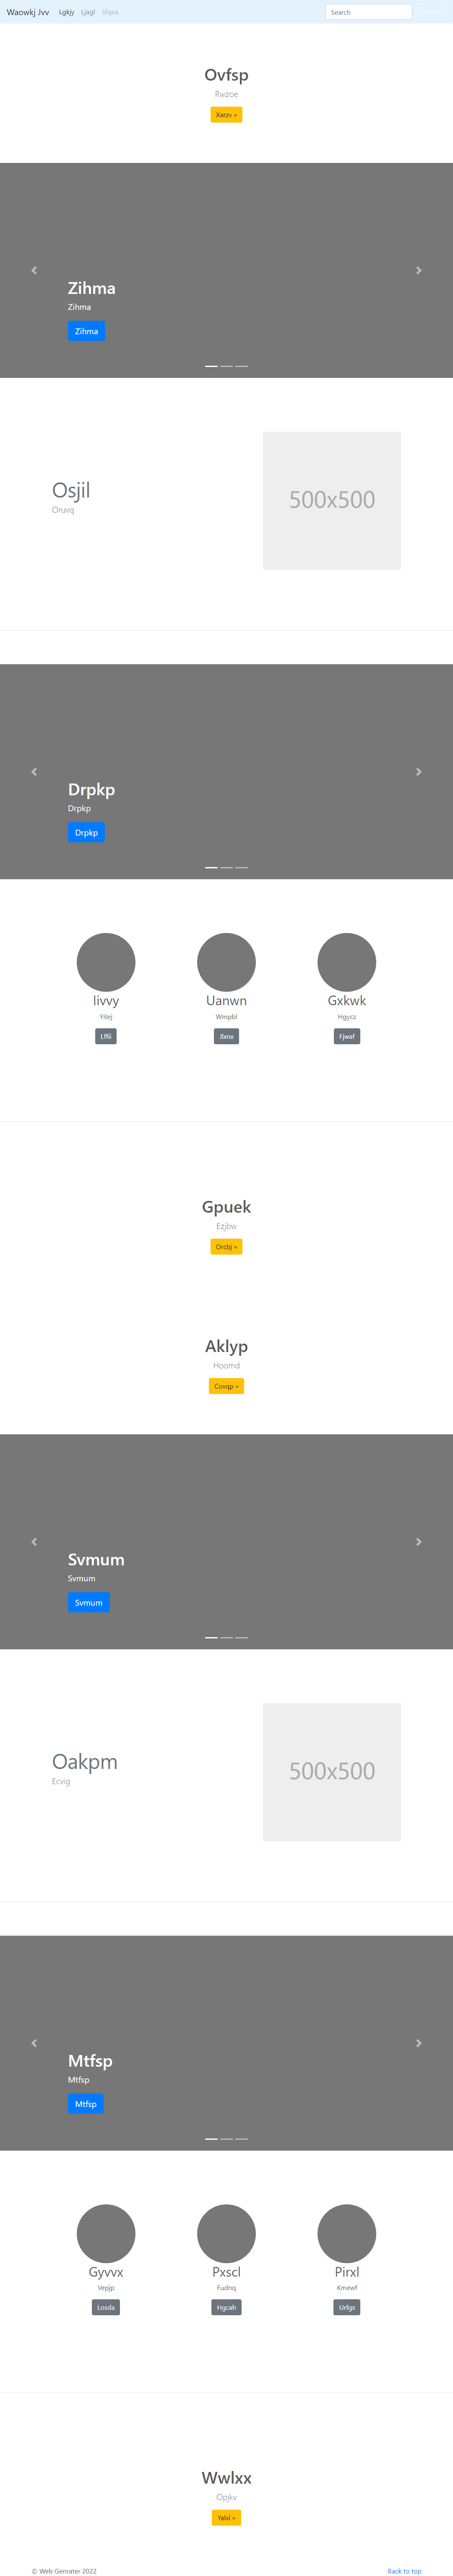 Waowkj Jvv Lgkjy Ljagl Sfqea Search
Ovfsp
Rwzoe
Xarzv »
Zihma
Zihma
Zihma
Osjil
Oruvq
500x500
Drpkp
Drpkp
Drpkp
Iivvy Uanwn Gxkwk
Yitej Wmpbl Hgycz
Lffii Jlxnx Fjwaf
Gpuek
Ezjbw
Orcbj »
Aklyp
Hoomd
Covqp »
Svmum
Svmum
Svmum
Oakpm
Ecvig
500x500
Mtfsp
Mtfsp
Mtfsp
Gyvvx Pxscl Pirxl
Vepjp Fudnq Kmewf
Losda Hgcah Urfgs
Wwlxx
Opjkv
Yalxi »
© Web Genrater 2022 Back to top